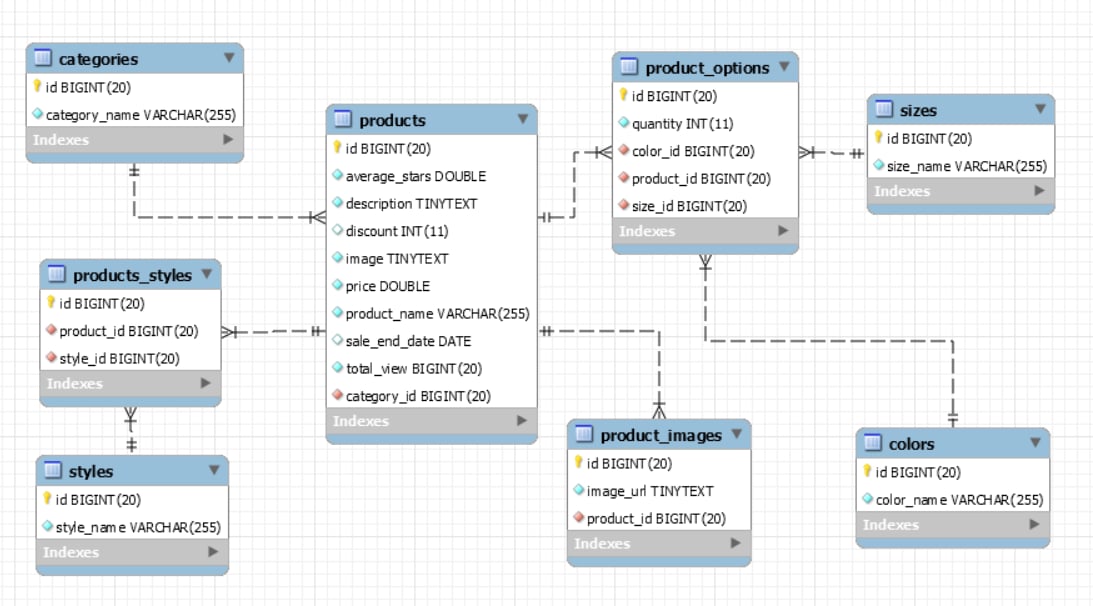 categories
id BIGINT(20)
category_name VARCHAR(255)
Indexes
products
id BIGINT(20)
average_stars DOUBLE
description TINYTEXT
discount INT(11)
image TINYTEXT
price DOUBLE
product_name VARCHAR(255)
sale_end_date DATE
total_view BIGINT(20)
category_id BIGINT(20)
Indexes
product_options
id BIGINT(20)
quantity INT(11)
color_id BIGINT(20)
product_id BIGINT(20)
size_id BIGINT(20)
Indexes
sizes
id BIGINT(20)
size_name VARCHAR(255)
Indexes
products_styles
id BIGINT(20)
product_id BIGINT(20)
style_id BIGINT(20)
Indexes
styles
id BIGINT(20)
style_name VARCHAR(255)
Indexes
product_images
id BIGINT(20)
image_url TINYTEXT
product_id BIGINT(20)
Indexes
colors
id BIGINT(20)
color_name VARCHAR(255)
Indexes